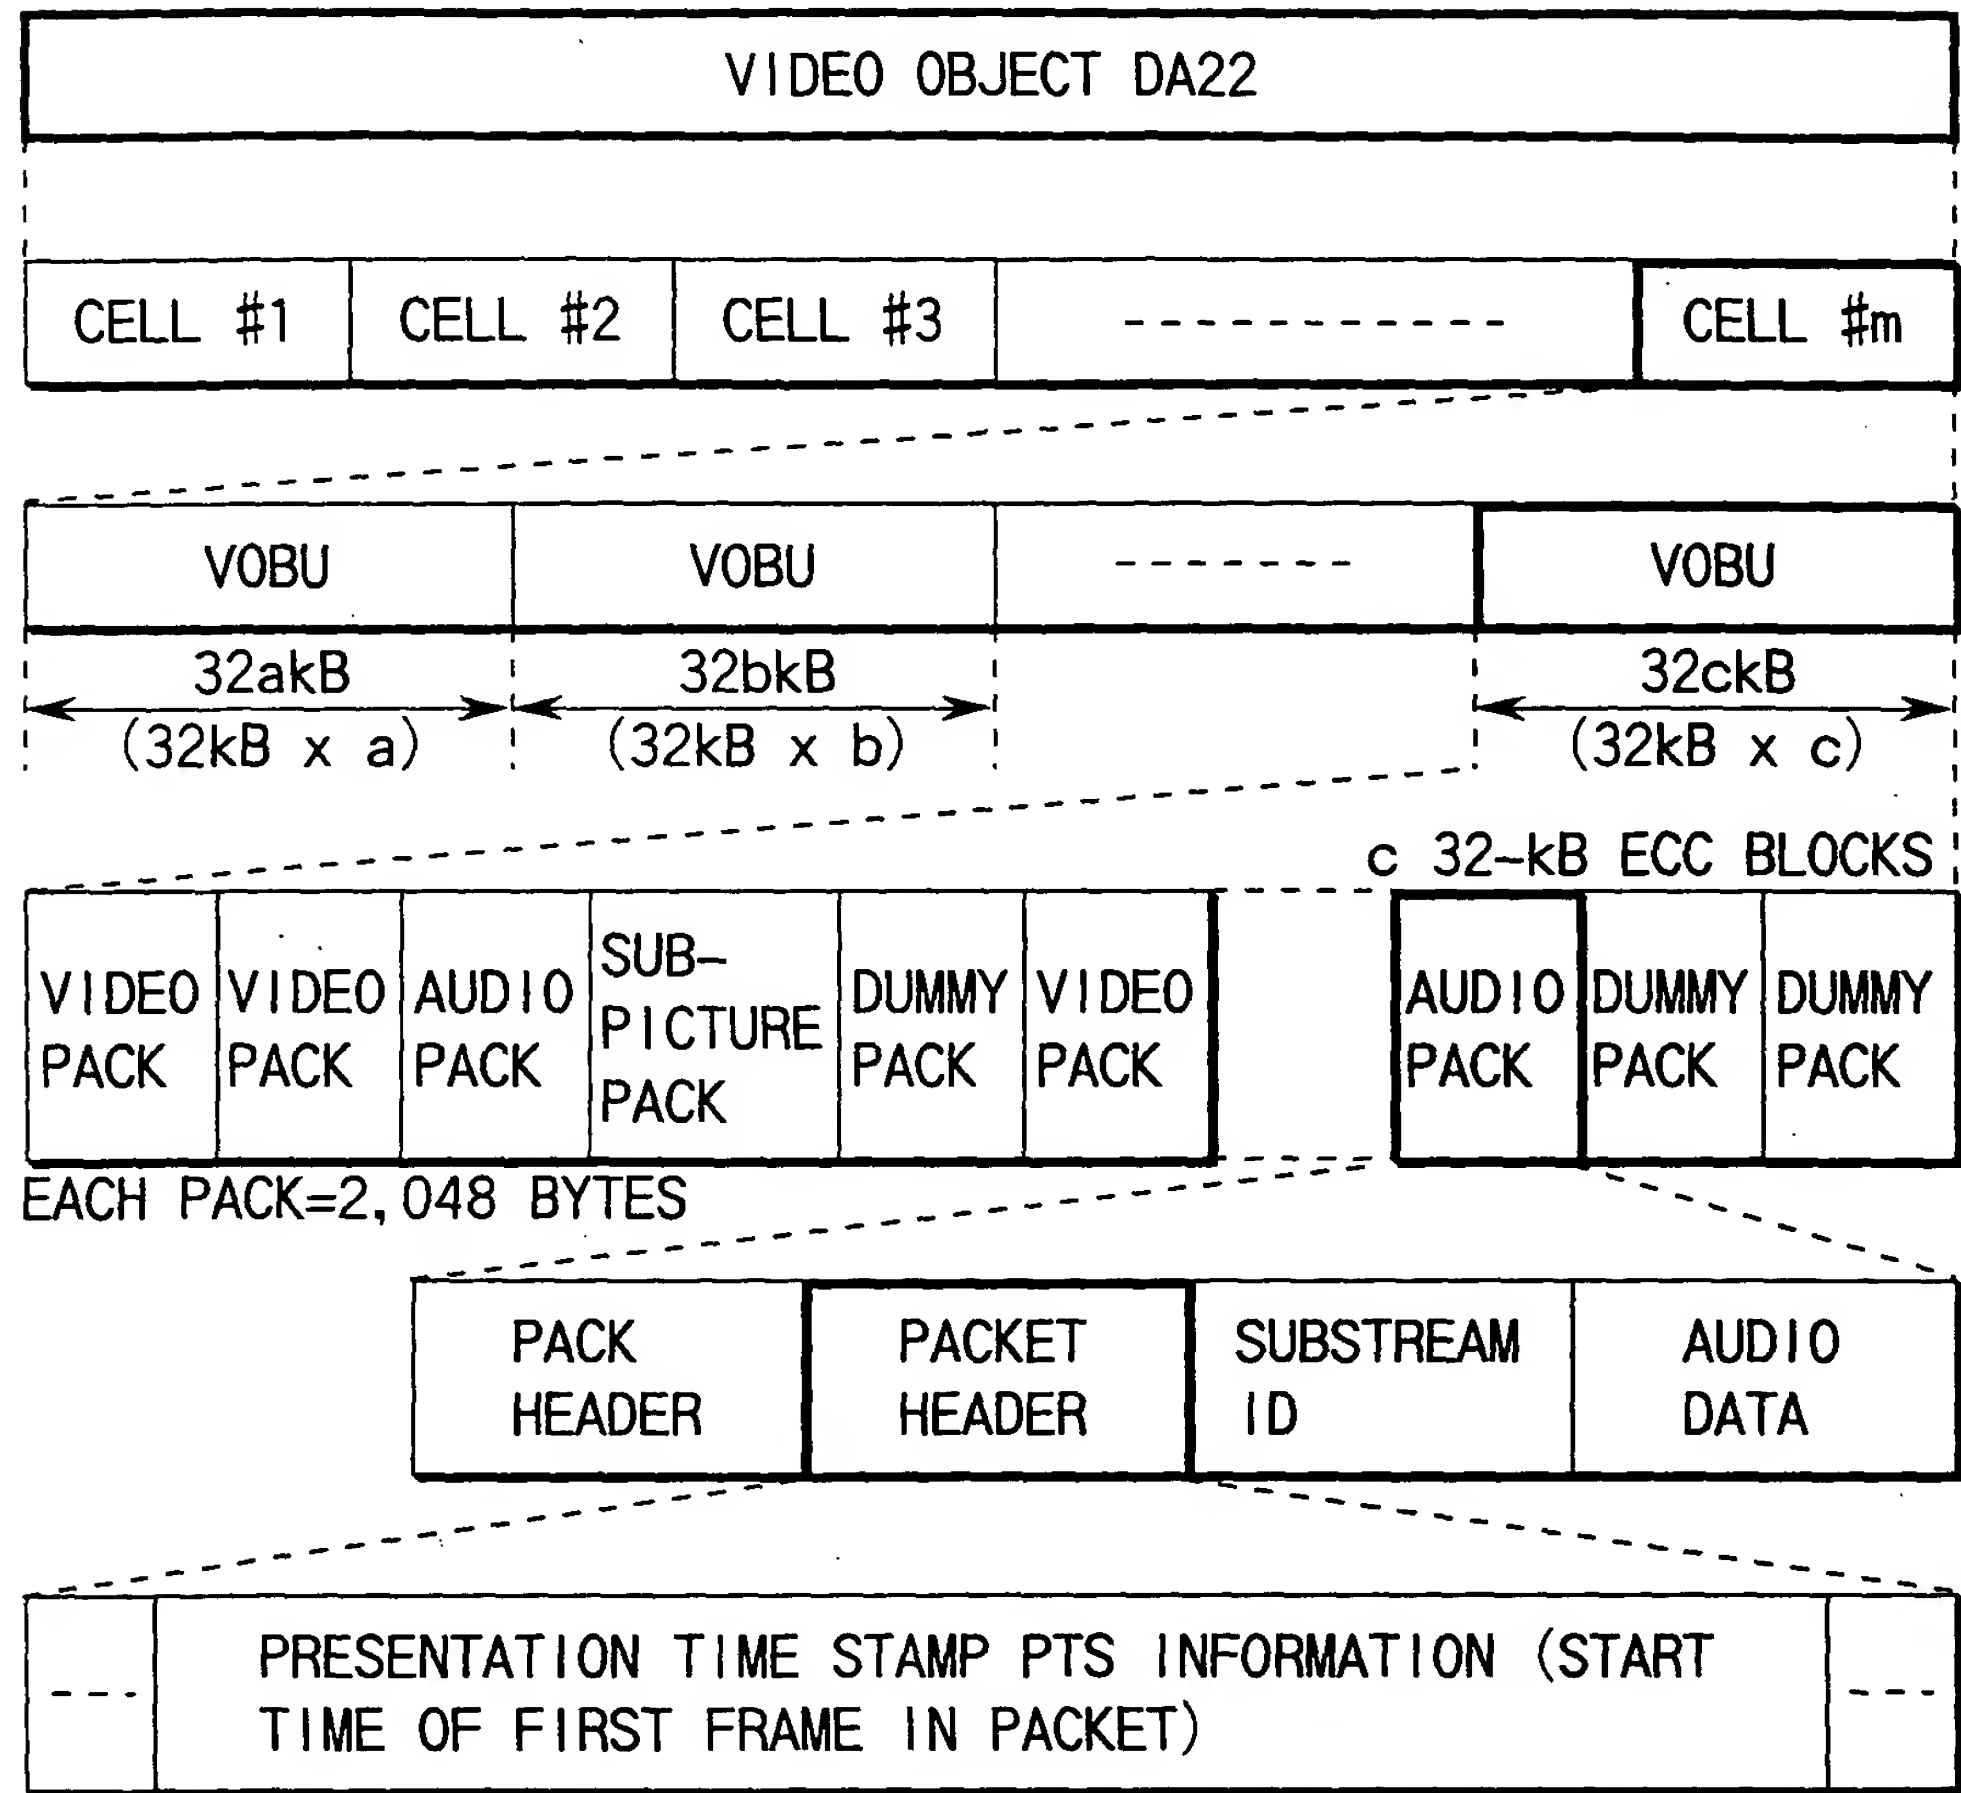 VIDEO OBJECT DA22
CELL #1 CELL #2 CELL #3 ------------ CELL #m
VOBU VOBU ------- VOBU
32akB 32bkB 32ckB
(32kB x a) (32kB x b) (32kB x c)
c 32-kB ECC BLOCKS
VIDEO PACK
VIDEO PACK
AUDIO PACK
SUB-
PICTURE
PACK
DUMMY PACK
VIDEO PACK
AUDIO PACK
DUMMY PACK
DUMMY PACK
EACH PACK=2,048 BYTES
PACK
HEADER
PACKET
HEADER
SUBSTREAM
ID
AUDIO
DATA
PRESENTATION TIME STAMP PTS INFORMATION (START
TIME OF FIRST FRAME IN PACKET)